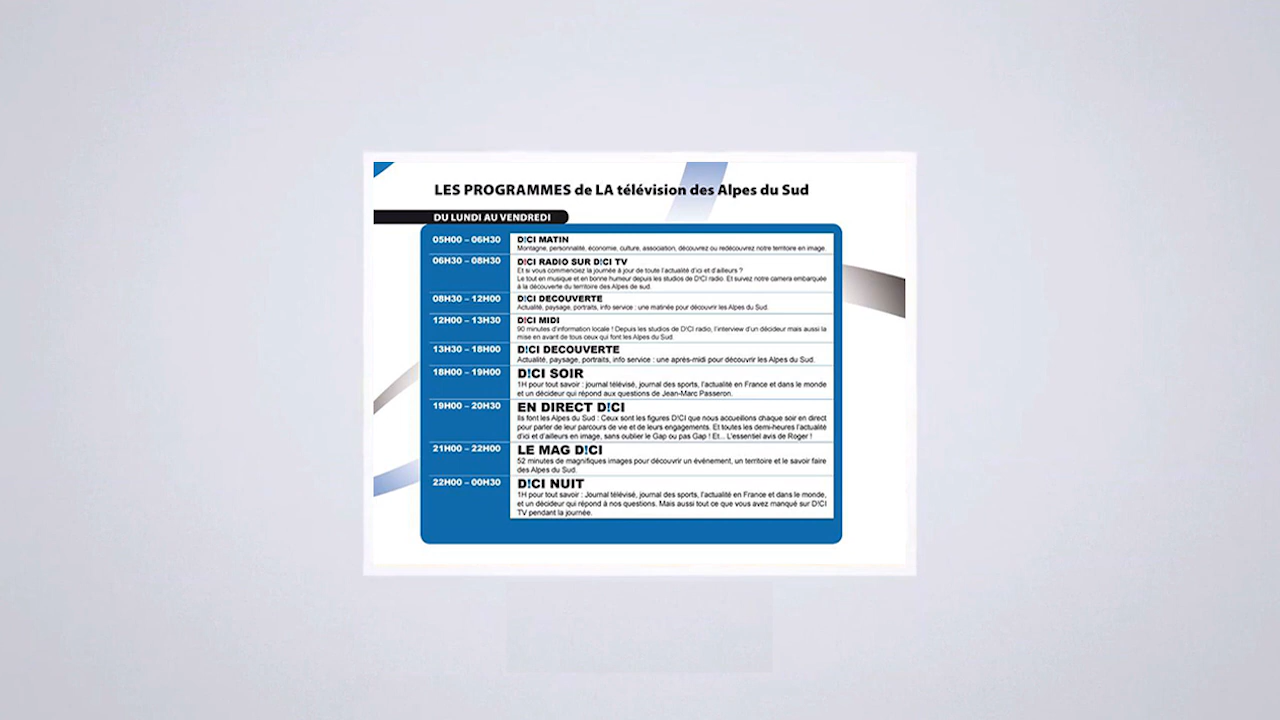 LES PROGRAMMES de LA télévision des Alpes du Sud
DU LUNDI AU VENDREDI
05H00 – 06H30 D!CI MATIN
Montagne, personnalité, économie, culture, association, découvrez ou redécouvrez notre territoire en image.
06H30 – 08H30 D!CI RADIO SUR D!CI TV
Et si vous commenciez la journée à jour de toute l'actualité d'ici et d'ailleurs ?
Le tout en musique et en bonne humeur depuis les studios de D!CI radio. Et suivez notre camera embarquée
à la découverte du territoire des Alpes de sud.
08H30 – 12H00 D!CI DECOUVERTE
Actualité, paysage, portraits, info service : une matinée pour découvrir les Alpes du Sud.
12H00 – 13H30 D!CI MIDI
90 minutes d'information locale ! Depuis les studios de D!CI radio, l'interview d'un décideur mais aussi la
mise en avant de tous ceux qui font les Alpes du Sud.
13H30 – 18H00 D!CI DECOUVERTE
Actualité, paysage, portraits, info service : une après-midi pour découvrir les Alpes du Sud.
18H00 – 19H00 D!CI SOIR
1H pour tout savoir : journal télévisé, journal des sports, l'actualité en France et dans le monde
et un décideur qui répond aux questions de Jean-Marc Passeron.
19H00 – 20H30 EN DIRECT D!CI
Ils font les Alpes du Sud : Ceux sont les figures D!CI que nous accueillons chaque soir en direct
pour parler de leur parcours de vie et de leurs engagements. Et toutes les demi-heures l'actualité
d'ici et d'ailleurs en image, sans oublier le Gap ou pas Gap ! Et... L'essentiel avis de Roger !
21H00 – 22H00 LE MAG D!CI
52 minutes de magnifiques images pour découvrir un événement, un territoire et le savoir faire
des Alpes du Sud.
22H00 – 00H30 D!CI NUIT
1H pour tout savoir : Journal télévisé, journal des sports, l'actualité en France et dans le monde,
et un décideur qui répond à nos questions. Mais aussi tout ce que vous avez manqué sur D!CI
TV pendant la journée.